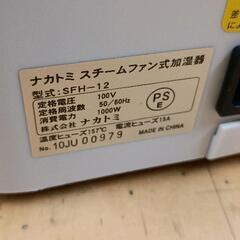 ナカトミ スチームファン式加湿器
型式:SFH-12
定格電圧 100V
定格周波数 50/60Hz
消費電力 1000W
株式会社 ナカトミ
PS
E
温度ヒューズ157℃ 電流ヒューズ15A
No. 10JU00979 MADE IN CHINA
差